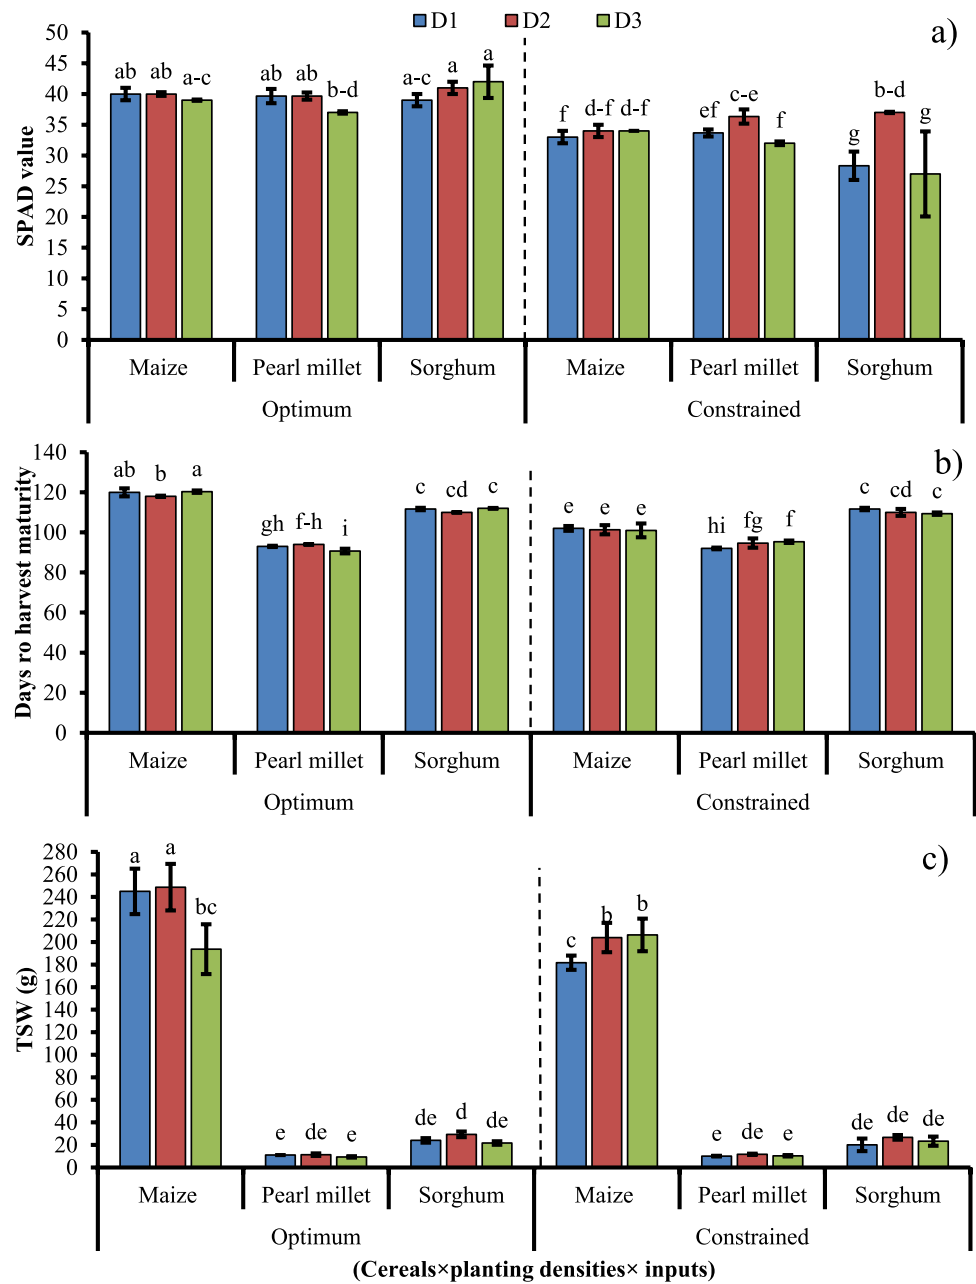 D1 D2 D3
a)
SPAD value
50
45
40
35
30
25
20
15
10
5
0
ab ab a-c ab ab b-d a-c a a f d-f d-f ef c-e f g b-d g
Maize Pearl millet Sorghum Maize Pearl millet Sorghum
Optimum Constrained
b)
Days ro harvest maturity
140
120
100
80
60
40
20
0
ab b a gh f-h i c cd c e e e hi fg f c cd c
Maize Pearl millet Sorghum Maize Pearl millet Sorghum
Optimum Constrained
c)
TSW (g)
280
260
240
220
200
180
160
140
120
100
80
60
40
20
0
a a bc e de e de d de c b b e de e de de de
Maize Pearl millet Sorghum Maize Pearl millet Sorghum
Optimum Constrained
(Cereals×planting densities× inputs)